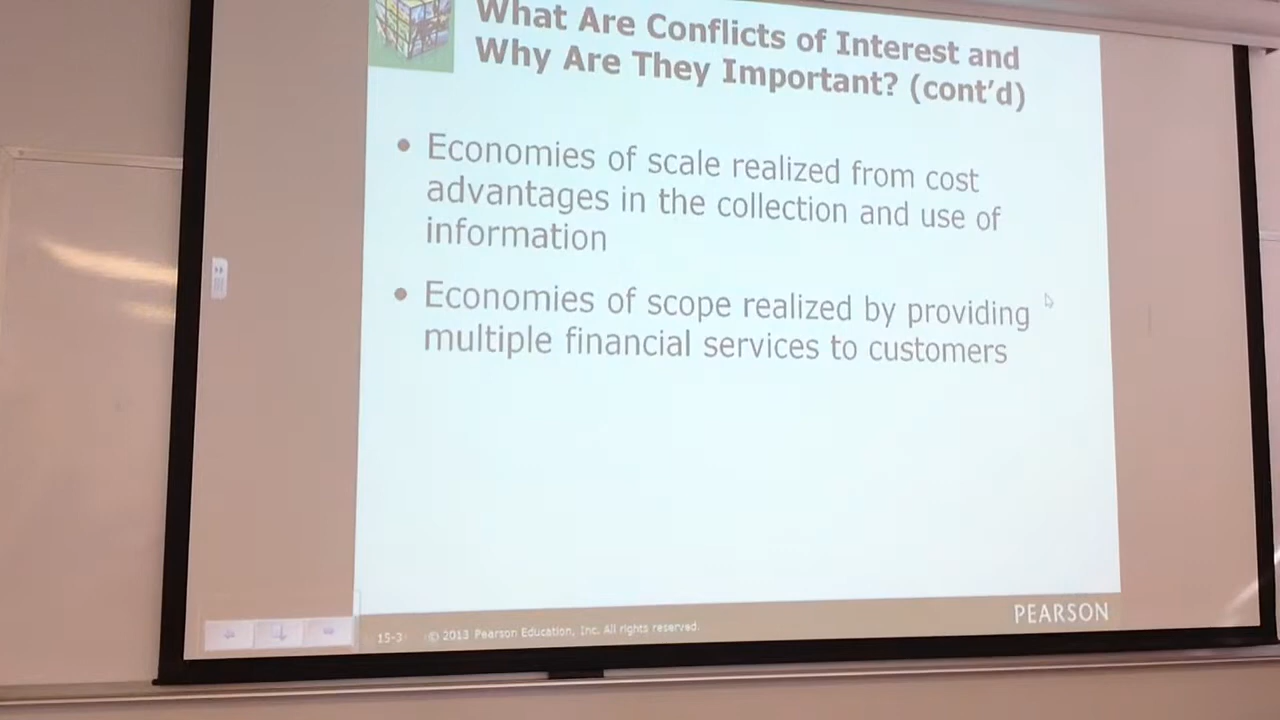 What Are Conflicts of Interest and
Why Are They Important? (cont'd)
• Economies of scale realized from cost
advantages in the collection and use of
information
• Economies of scope realized by providing
multiple financial services to customers
15-3 © 2013 Pearson Education, Inc. All rights reserved.
PEARSON